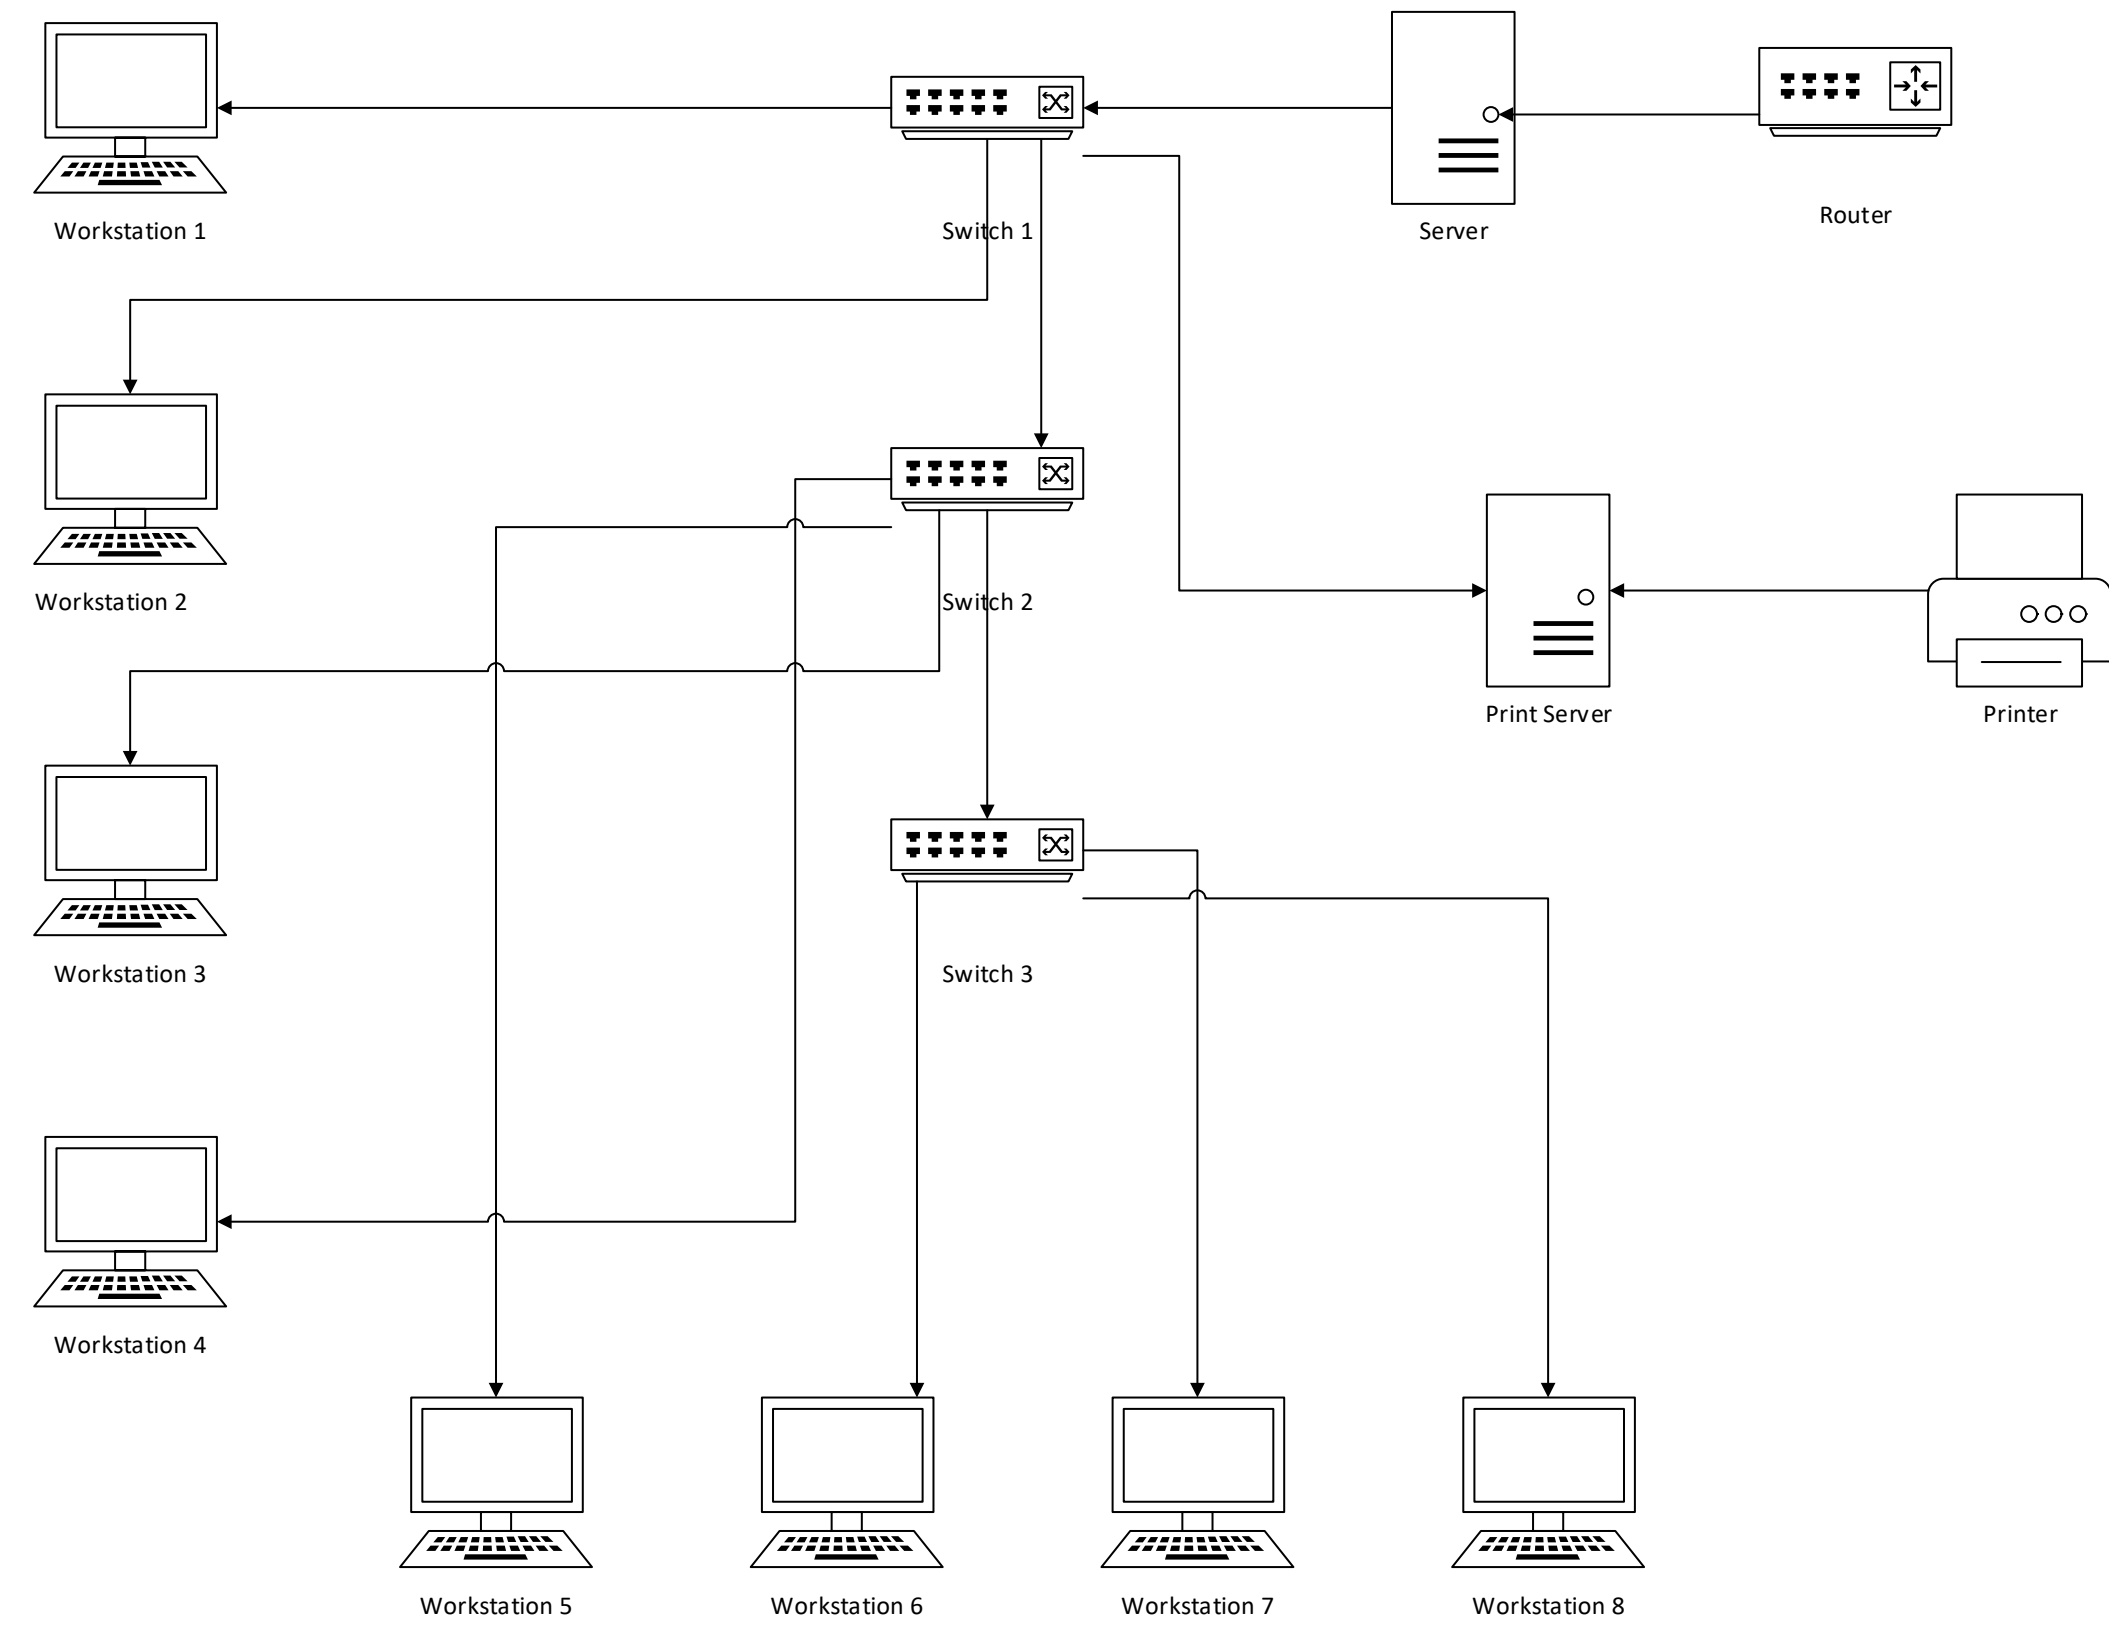 Workstation 1
Switch 1
Server
Router
Workstation 2
Switch 2
Print Server
Printer
Workstation 3
Switch 3
Workstation 4
Workstation 5
Workstation 6
Workstation 7
Workstation 8